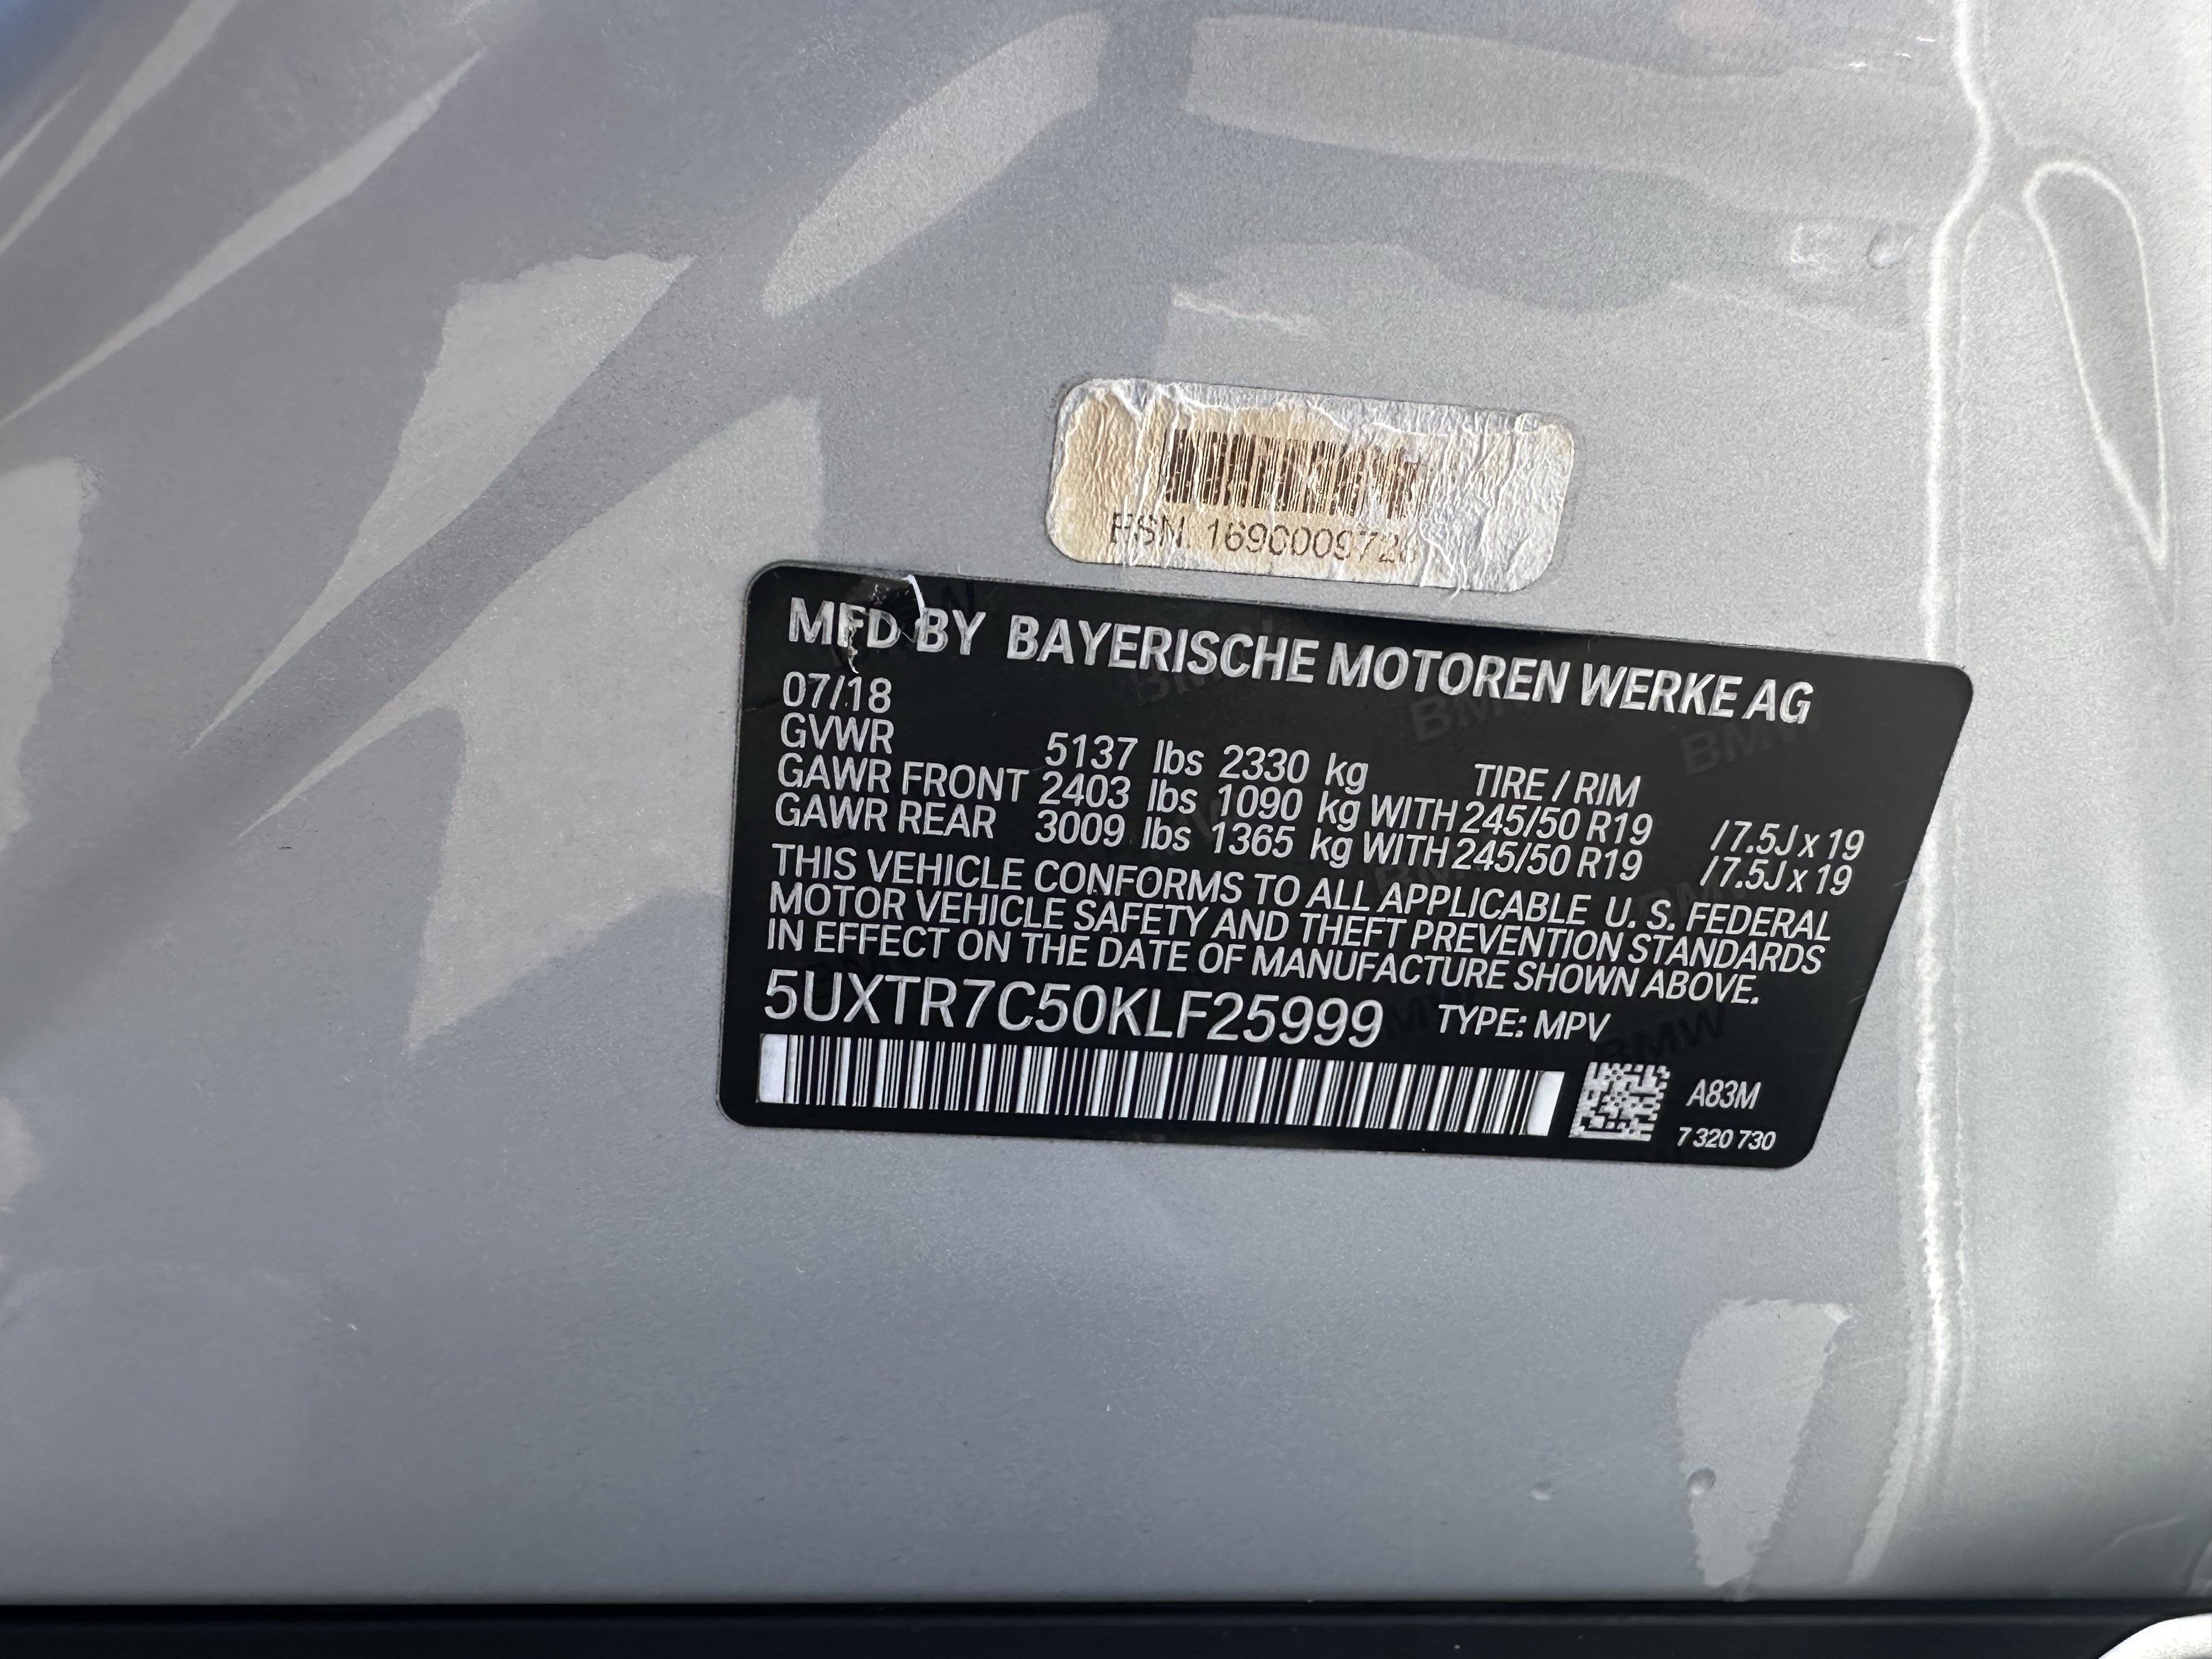 1690009726
MFD BY BAYERISCHE MOTOREN WERKE AG
07/18
GVWR 5137 lbs 2330 kg TIRE / RIM
GAWR FRONT 2403 lbs 1090 kg WITH 245/50 R19 /7.5J x 19
GAWR REAR 3009 lbs 1365 kg WITH 245/50 R19 /7.5J x 19
THIS VEHICLE CONFORMS TO ALL APPLICABLE U. S. FEDERAL
MOTOR VEHICLE SAFETY AND THEFT PREVENTION STANDARDS
IN EFFECT ON THE DATE OF MANUFACTURE SHOWN ABOVE.
5UXTR7C50KLF25999 TYPE: MPV
A83M
7 320 730